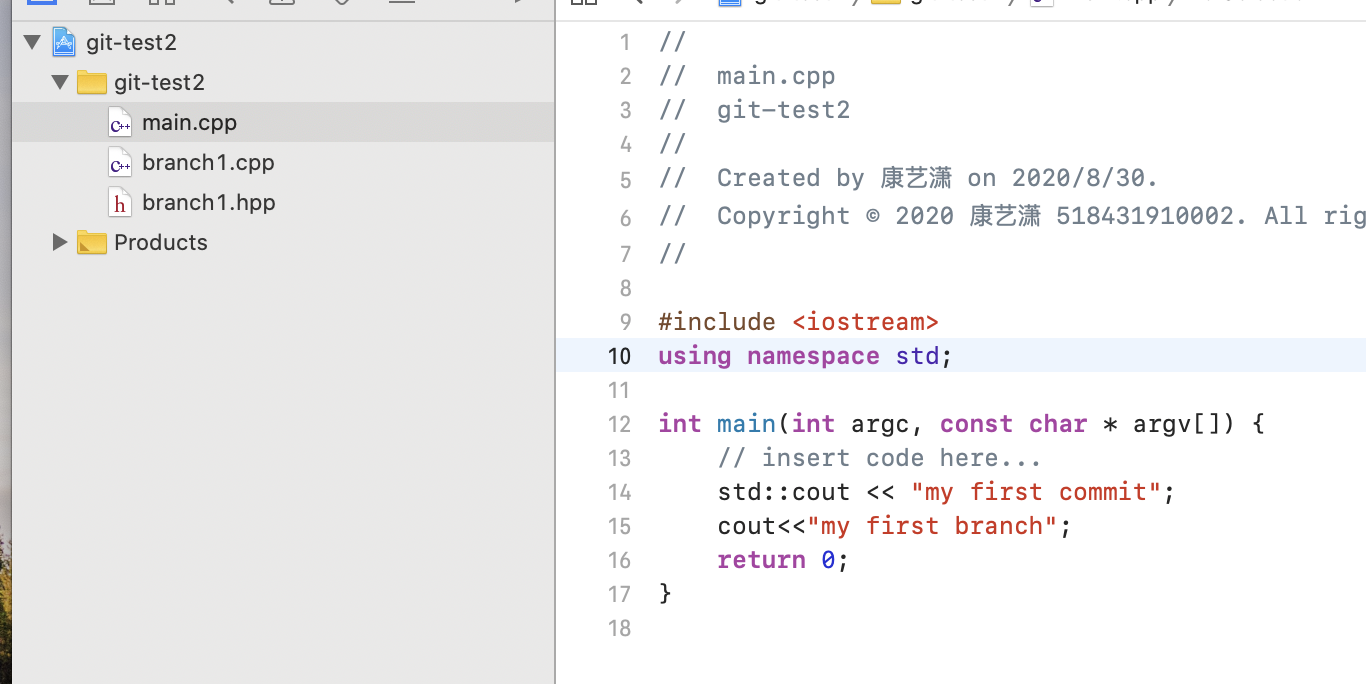 git-test2
git-test2
main.cpp
branch1.cpp
branch1.hpp
Products
1 //
2 //  main.cpp
3 //  git-test2
4 //
5 //  Created by 康艺潇 on 2020/8/30.
6 //  Copyright © 2020 康艺潇 518431910002. All rig
7 //
8
9 #include <iostream>
10 using namespace std;
11
12 int main(int argc, const char * argv[]) {
13     // insert code here...
14     std::cout << "my first commit";
15     cout<<"my first branch";
16     return 0;
17 }
18